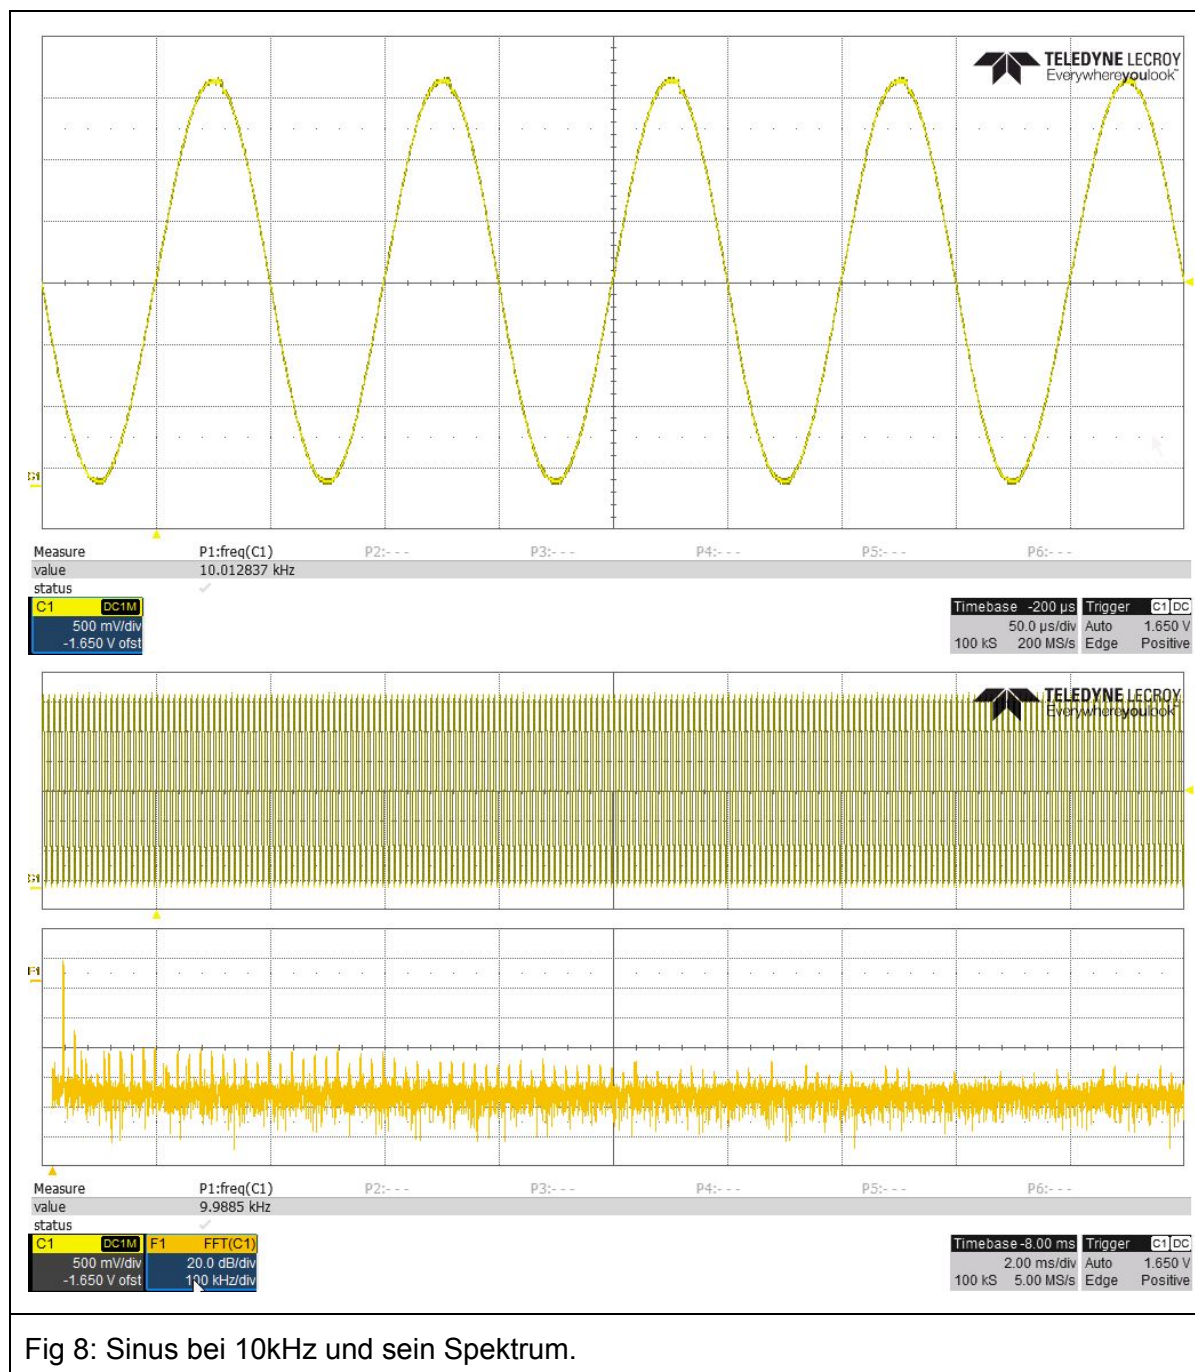 TELEDYNE LECROY
Everywhereyoulook™
C1
Measure P1:freq(C1) P2:- - - P3:- - - P4:- - - P5:- - - P6:- - -
value 10.012837 kHz
status
C1 DC1M
500 mV/div
-1.650 V ofst
Timebase -200 µs Trigger C1 DC
50.0 µs/div Auto 1.650 V
100 kS 200 MS/s Edge Positive
TELEDYNE LECROY
Everywhereyoulook™
C1
F1
Measure P1:freq(C1) P2:- - - P3:- - - P4:- - - P5:- - - P6:- - -
value 9.9885 kHz
status
C1 DC1M F1 FFT(C1)
500 mV/div 20.0 dB/div
-1.650 V ofst 100 kHz/div
Timebase -8.00 ms Trigger C1 DC
2.00 ms/div Auto 1.650 V
100 kS 5.00 MS/s Edge Positive
Fig 8: Sinus bei 10kHz und sein Spektrum.